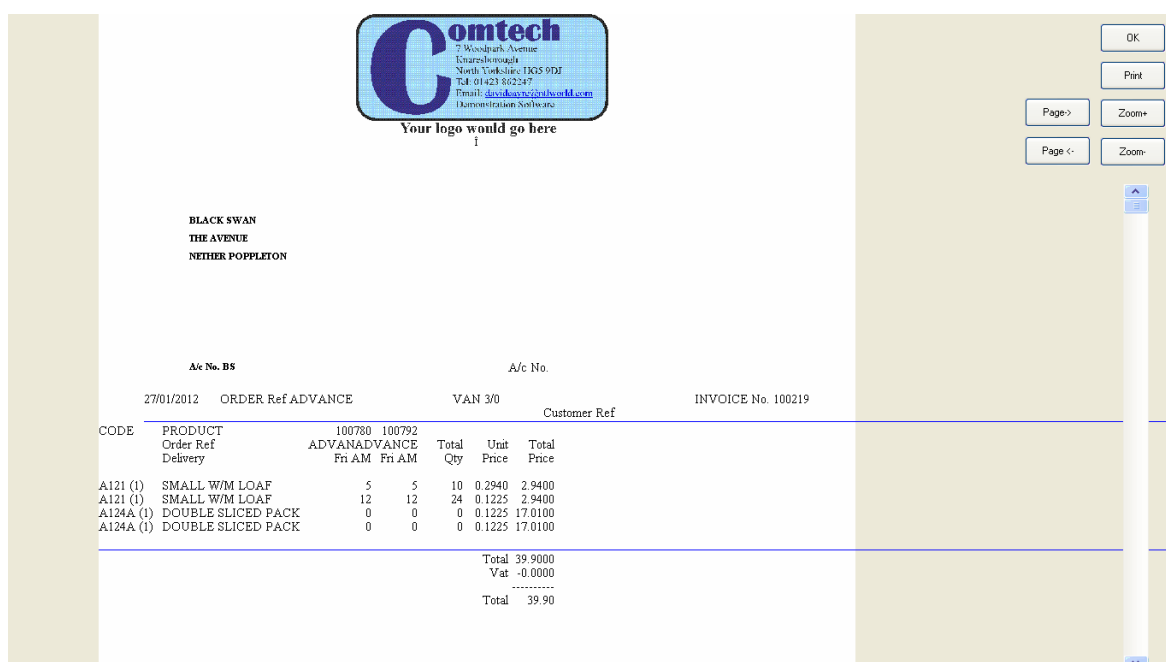 Comtech
7 Woodpark Avenue
Knaresborough
North Yorkshire HG5 9DJ
Tel: 01423 862247
Email: davideayre@ntlworld.com
Demonstration Software
Your logo would go here
OK
Print
Page-> Zoom+
Page <- Zoom-
BLACK SWAN
THE AVENUE
NETHER POPPLETON
A/c No. BS A/c No.
27/01/2012 ORDER Ref ADVANCE VAN 3/0 INVOICE No. 100219
Customer Ref
CODE PRODUCT 100780 100792
Order Ref ADVANADVANCE Total Unit Total
Delivery Fri AM Fri AM Qty Price Price
A121 (1) SMALL W/M LOAF 5 5 10 0.2940 2.9400
A121 (1) SMALL W/M LOAF 12 12 24 0.1225 2.9400
A124A (1) DOUBLE SLICED PACK 0 0 0 0.1225 17.0100
A124A (1) DOUBLE SLICED PACK 0 0 0 0.1225 17.0100
Total 39.9000
Vat -0.0000
----------
Total 39.90